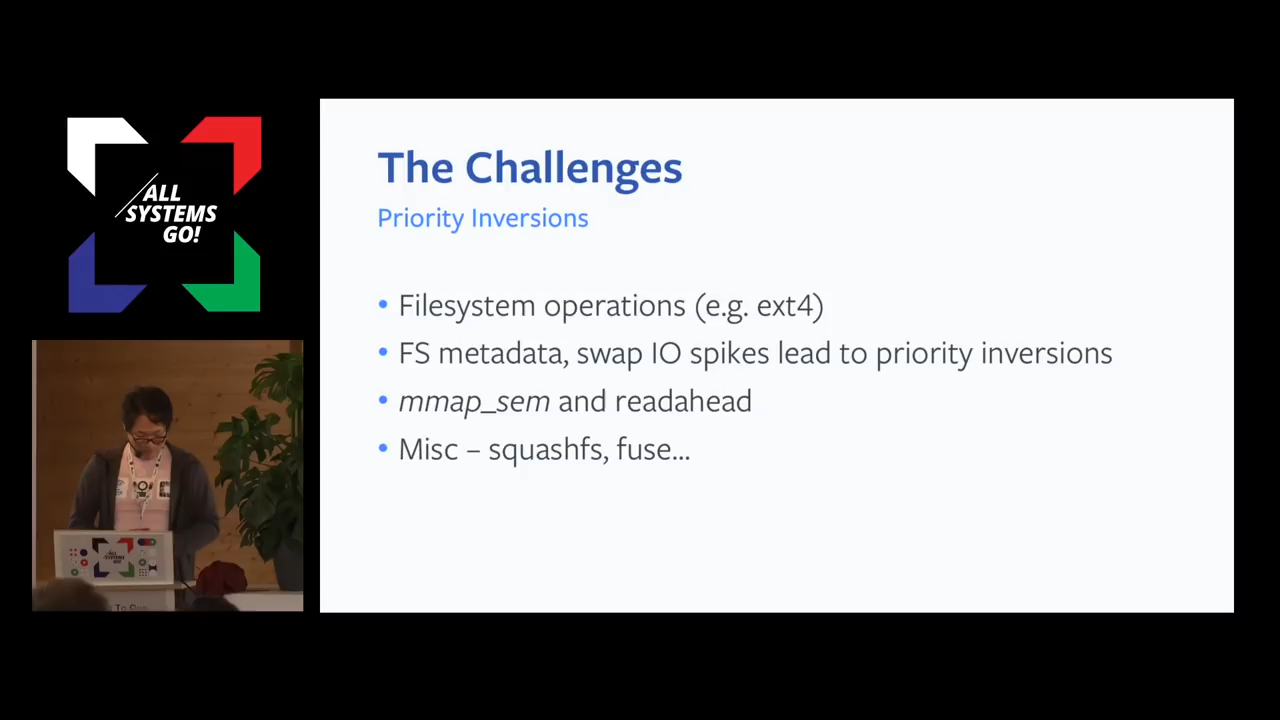 /ALL
SYSTEMS
GO!
The Challenges
Priority Inversions
• Filesystem operations (e.g. ext4)
• FS metadata, swap IO spikes lead to priority inversions
• mmap_sem and readahead
• Misc – squashfs, fuse...